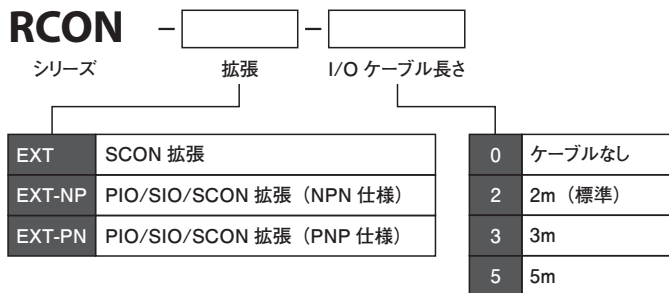 RCON - -
シリーズ 拡張 I/O ケーブル長さ
EXT SCON 拡張
EXT-NP PIO/SIO/SCON 拡張（NPN 仕様）
EXT-PN PIO/SIO/SCON 拡張（PNP 仕様）
0 ケーブルなし
2 2m（標準）
3 3m
5 5m